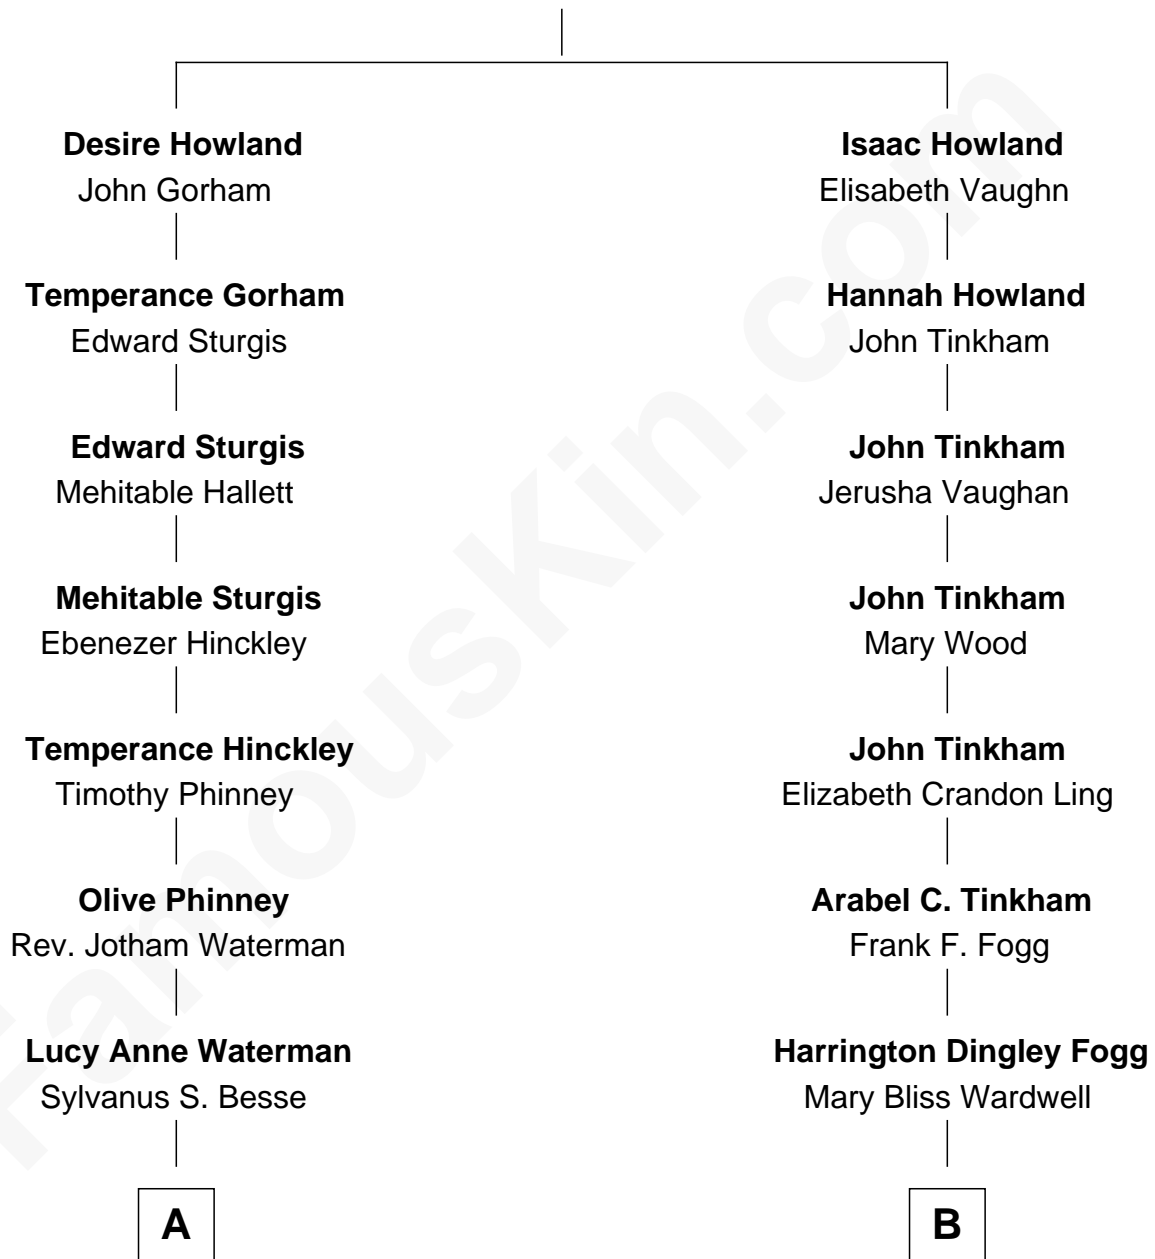 Desire Howland
John Gorham
Temperance Gorham
Edward Sturgis
Edward Sturgis
Mehitable Hallett
Mehitable Sturgis
Ebenezer Hinckley
Temperance Hinckley
Timothy Phinney
Olive Phinney
Rev. Jotham Waterman
Lucy Anne Waterman
Sylvanus S. Besse
A
Isaac Howland
Elisabeth Vaughn
Hannah Howland
John Tinkham
John Tinkham
Jerusha Vaughan
John Tinkham
Mary Wood
John Tinkham
Elizabeth Crandon Ling
Arabel C. Tinkham
Frank F. Fogg
Harrington Dingley Fogg
Mary Bliss Wardwell
B
FamousKin.com